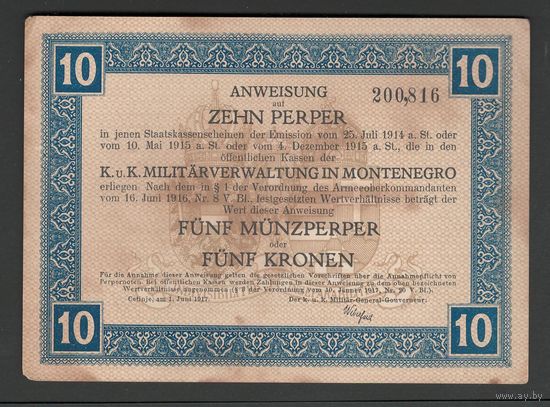 10 10
ANWEISUNG
auf 200,816
ZEHN PERPER
in jenen Staatskassenscheinen der Emission vom 25. Juli 1914 a. St. oder
vom 10. Mai 1915 a. St. oder vom 4. Dezember 1915 a. St., die in den
öffentlichen Kassen der
K. u. K. MILITÄRVERWALTUNG IN MONTENEGRO
erliegen Nach dem in § 1 der Verordnung des Armeeoberkommandanten
vom 16. Juni 1916, Nr. 8 V. Bl., festgesetzten Wertverhältnisse beträgt der
Wert dieser Anweisung
FÜNF MÜNZPERPER
oder
FÜNF KRONEN
Für die Annahme dieser Anweisung gelten die gesetzlichen Vorschriften über die Annahmepflicht von
Perpernoten. Bei öffentlichen Kassen werden Zahlungen in dieser Anweisung zu dem oben bezeichneten
Wertverhältnisse angenommen (§ 2 der Verordnung vom 10. Jänner 1917, Nr. 20 V. Bl.).
Cetinje, am 1. Juni 1917. Der k. u. k. Militär-General-Gouverneur:
10 10
www.ay.by